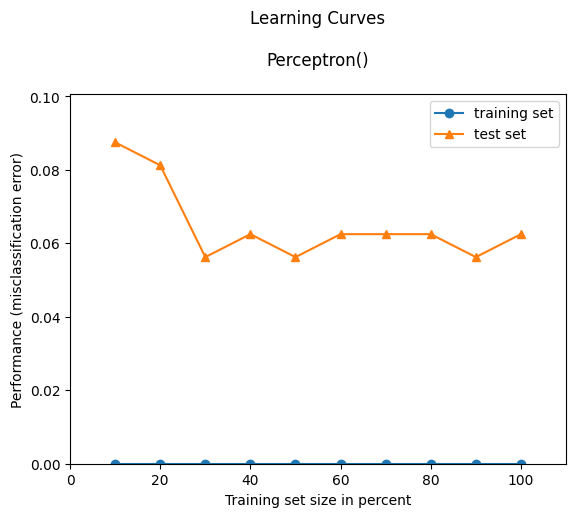 Learning Curves
Perceptron()
training set
test set
0.10
0.08
0.06
0.04
0.02
0.00
Performance (misclassification error)
0
20
40
60
80
100
Training set size in percent